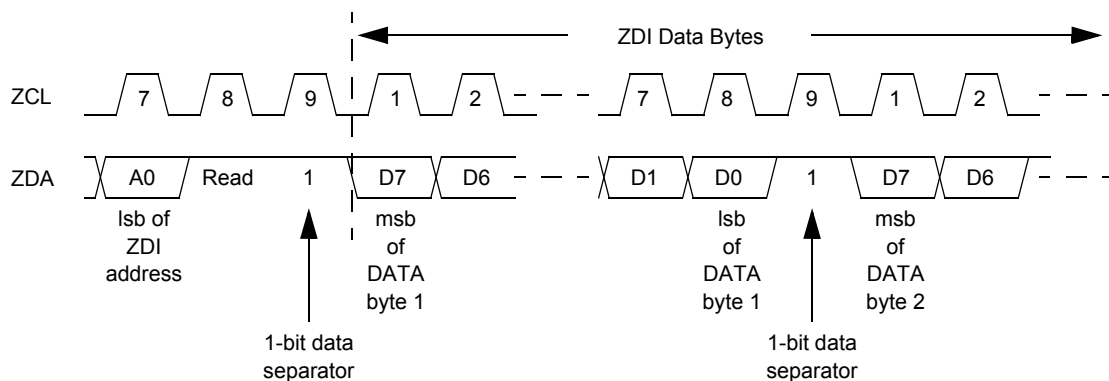 ZDI Data Bytes
ZCL 7 8 9 1 2 7 8 9 1 2
ZDA A0 Read 1 D7 D6 D1 D0 1 D7 D6
lsb of
ZDI
address
msb
of
DATA
byte 1
lsb
of
DATA
byte 1
msb
of
DATA
byte 2
1-bit data
separator
1-bit data
separator